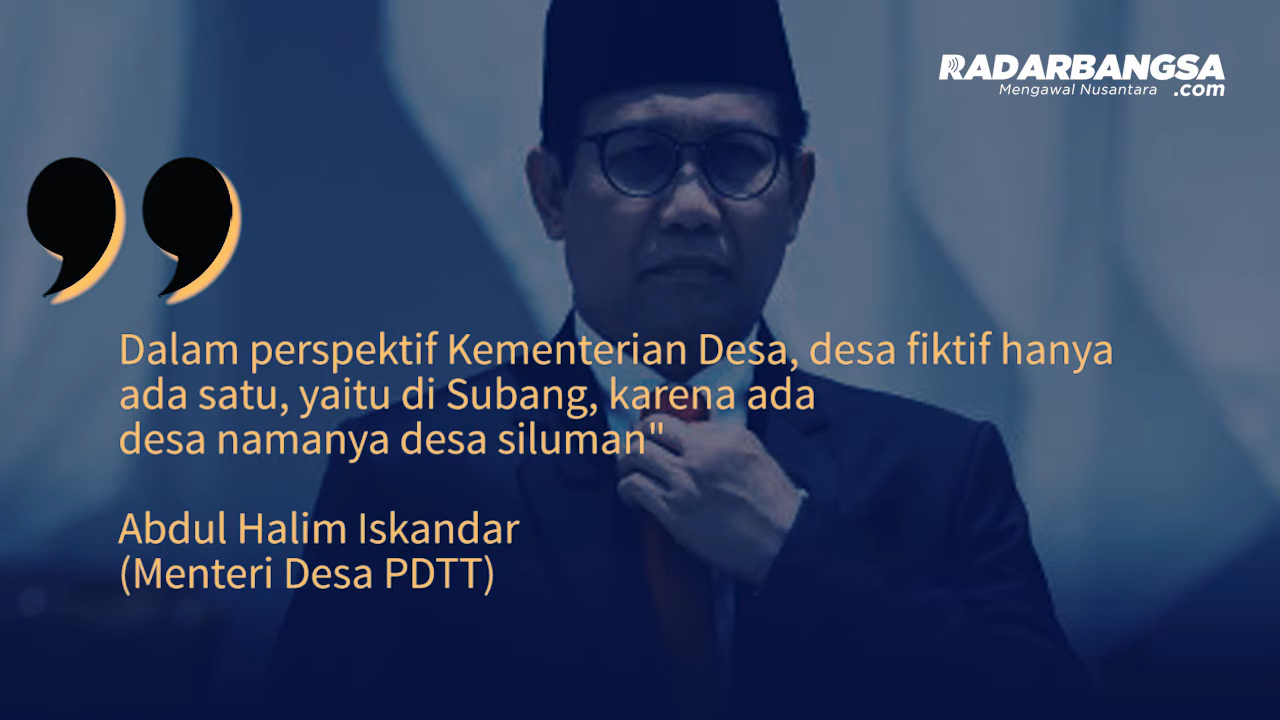 RADARBANGSA
Mengawal Nusantara .com
Dalam perspektif Kementerian Desa, desa fiktif hanya
ada satu, yaitu di Subang, karena ada
desa namanya desa siluman"
Abdul Halim Iskandar
(Menteri Desa PDTT)